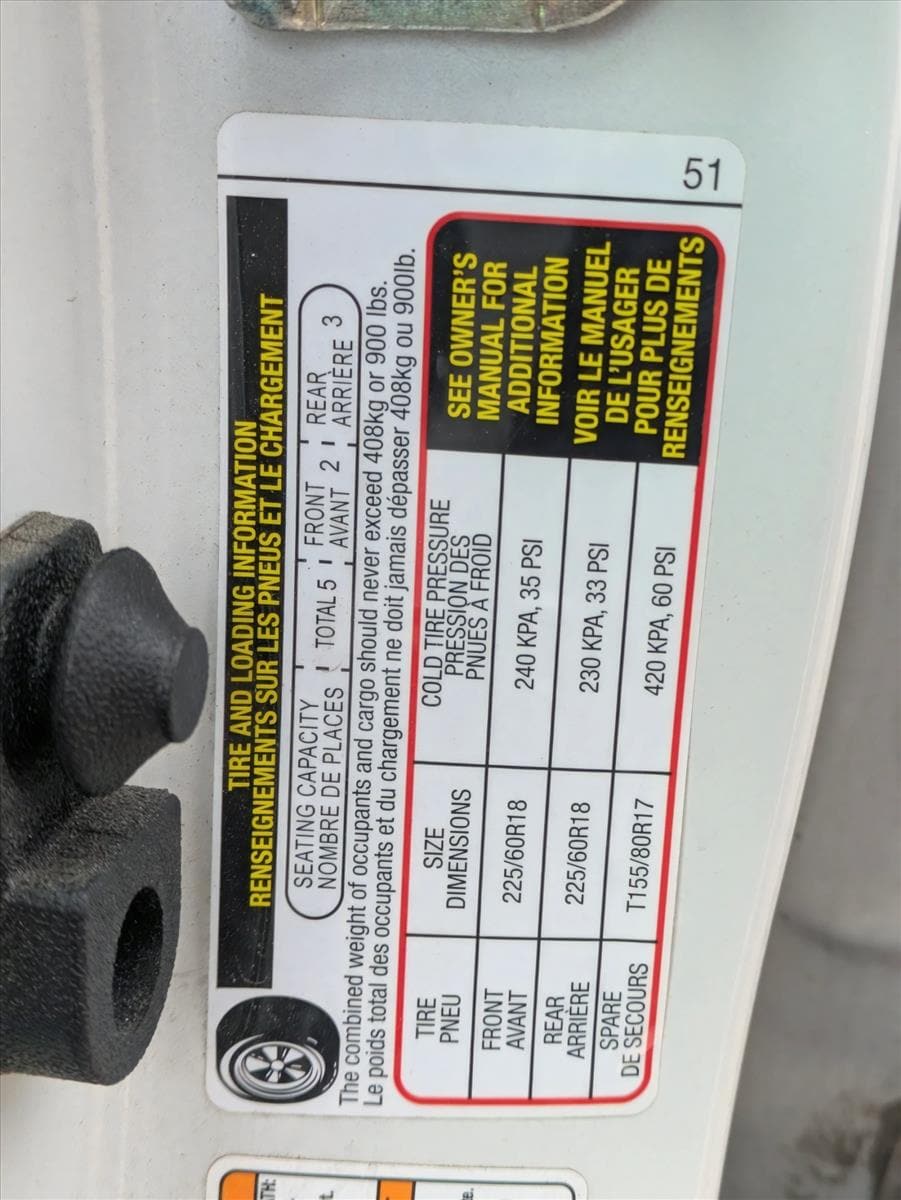 TIRE AND LOADING INFORMATION
RENSEIGNEMENTS SUR LES PNEUS ET LE CHARGEMENT
SEATING CAPACITY TOTAL 5 FRONT 2 REAR 3
NOMBRE DE PLACES AVANT ARRIÈRE
The combined weight of occupants and cargo should never exceed 408kg or 900 lbs.
Le poids total des occupants et du chargement ne doit jamais dépasser 408kg ou 900lb.
TIRE
PNEU
SIZE
DIMENSIONS
COLD TIRE PRESSURE
PRESSION DES
PNUES À FROID
FRONT
AVANT
225/60R18
240 KPA, 35 PSI
REAR
ARRIÈRE
225/60R18
230 KPA, 33 PSI
SPARE
DE SECOURS
T155/80R17
420 KPA, 60 PSI
SEE OWNER'S
MANUAL FOR
ADDITIONAL
INFORMATION
VOIR LE MANUEL
DE L'USAGER
POUR PLUS DE
RENSEIGNEMENTS
51
TH:
t.
e.